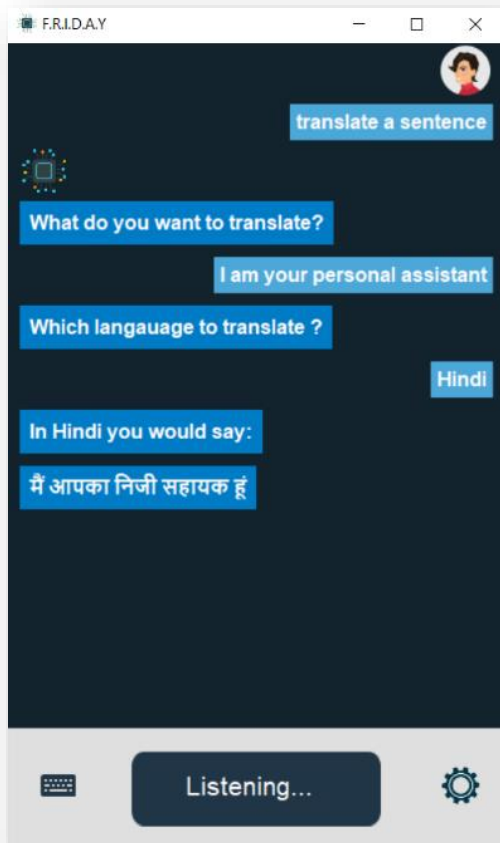 F.R.I.D.A.Y
translate a sentence
What do you want to translate?
I am your personal assistant
Which langauage to translate ?
Hindi
In Hindi you would say:
मैं आपका निजी सहायक हूं
Listening...